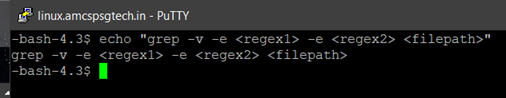 linux.amcspsgtech.in - PuTTY
-bash-4.3$ echo "grep -v -e <regex1> -e <regex2> <filepath>"
grep -v -e <regex1> -e <regex2> <filepath>
-bash-4.3$